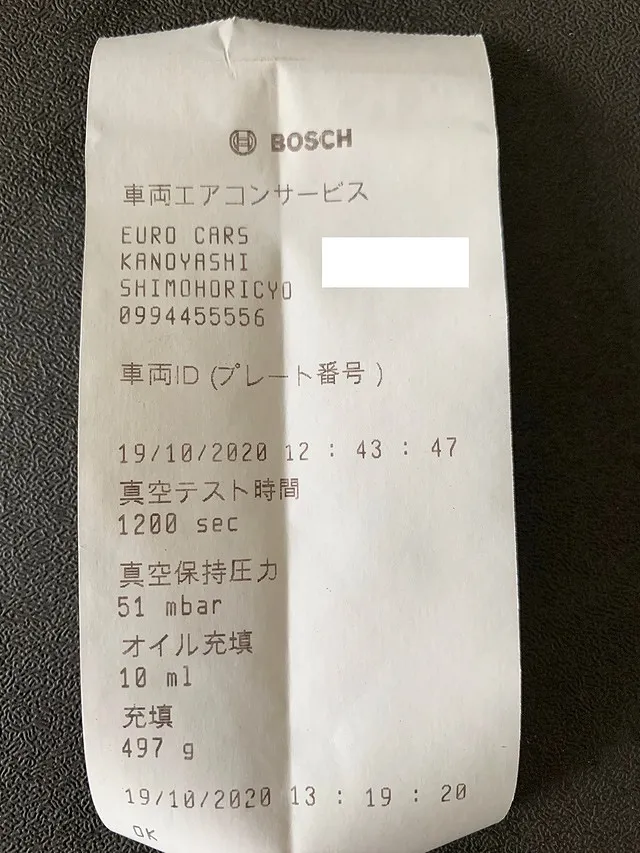 BOSCH
車両エアコンサービス
EURO CARS
KANOYASHI
SHIMOHORICYO
0994455556
車両ID (プレート番号 )
19/10/2020 12 : 43 : 47
真空テスト時間
1200 sec
真空保持圧力
51 mbar
オイル充填
10 ml
充填
497 g
19/10/2020 13 : 19 : 20
OK